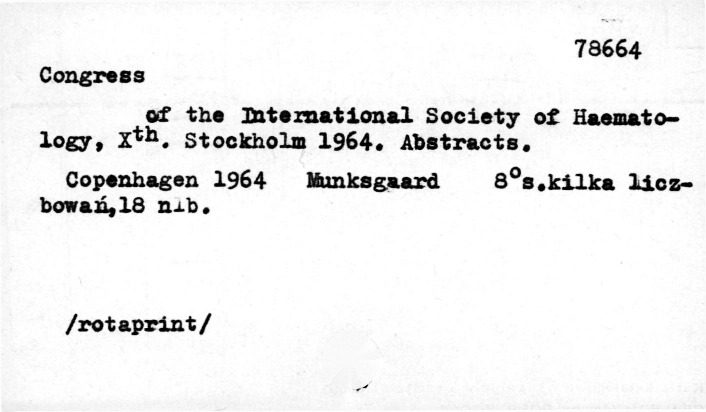 78664
Congress
of the International Society of Haemato-
logy, Xth. Stockholm 1964. Abstracts.
Copenhagen 1964 Munksgaard 8°s.kilka licz-
bowań,18 nlb.
/rotaprint/